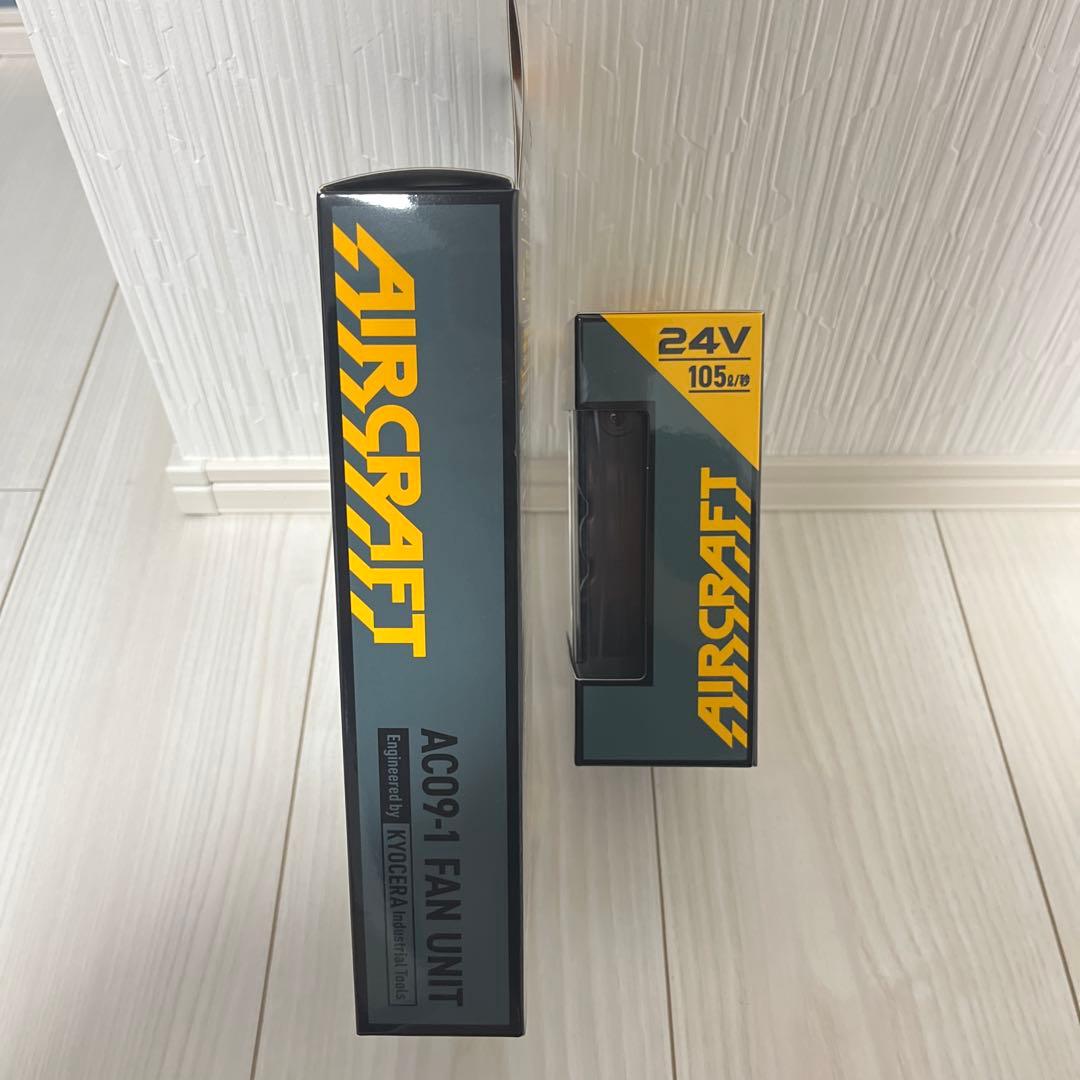 AIRCRAFT
AC09-1 FAN UNIT
Engineered by KYOCERA Industrial Tools
24V
105ℓ/秒
AIRCRAFT